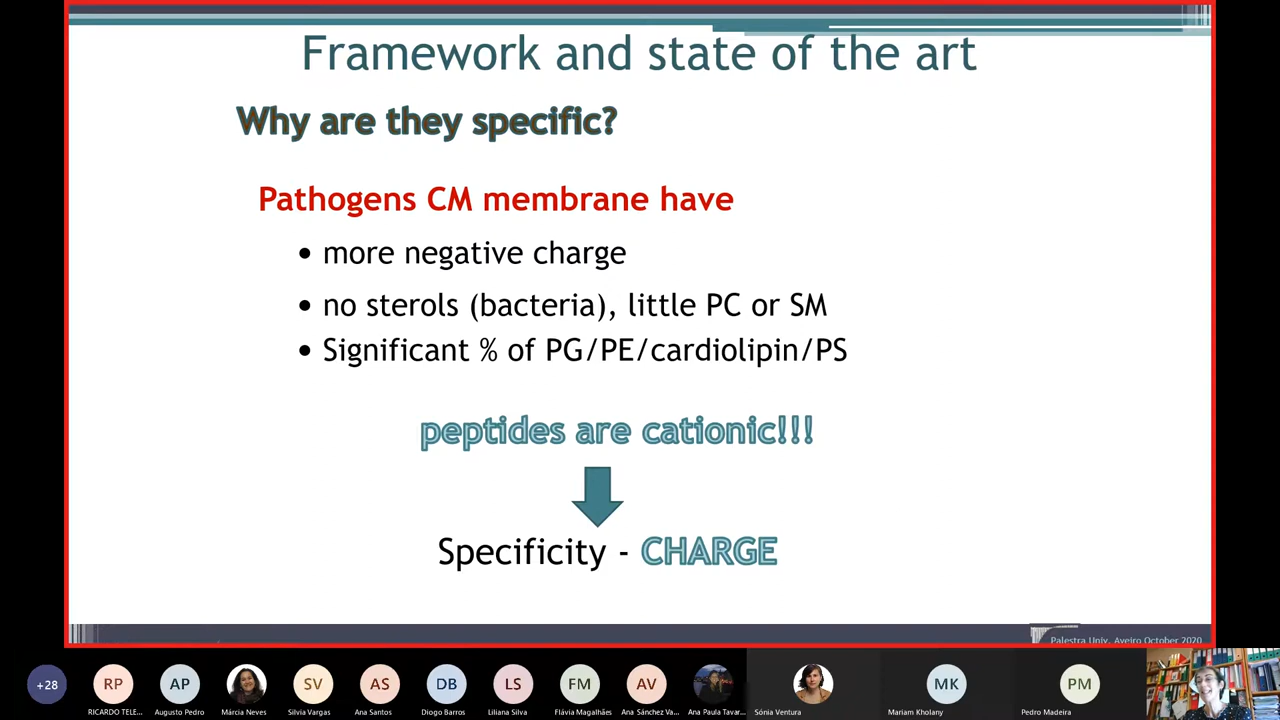 Framework and state of the art
Why are they specific?
Pathogens CM membrane have
• more negative charge
• no sterols (bacteria), little PC or SM
• Significant % of PG/PE/cardiolipin/PS
peptides are cationic!!!
Specificity - CHARGE
Palestra Univ. Aveiro October 2020
+28
RP
AP
SV
AS
DB
LS
FM
AV
MK
PM
RICARDO TELE...
Augusto Pedro
Márcia Neves
Silvia Vargas
Ana Santos
Diogo Barros
Liliana Silva
Flávia Magalhães
Ana Sánchez Va...
Ana Paula Tavar...
Sónia Ventura
Mariam Kholany
Pedro Madeira